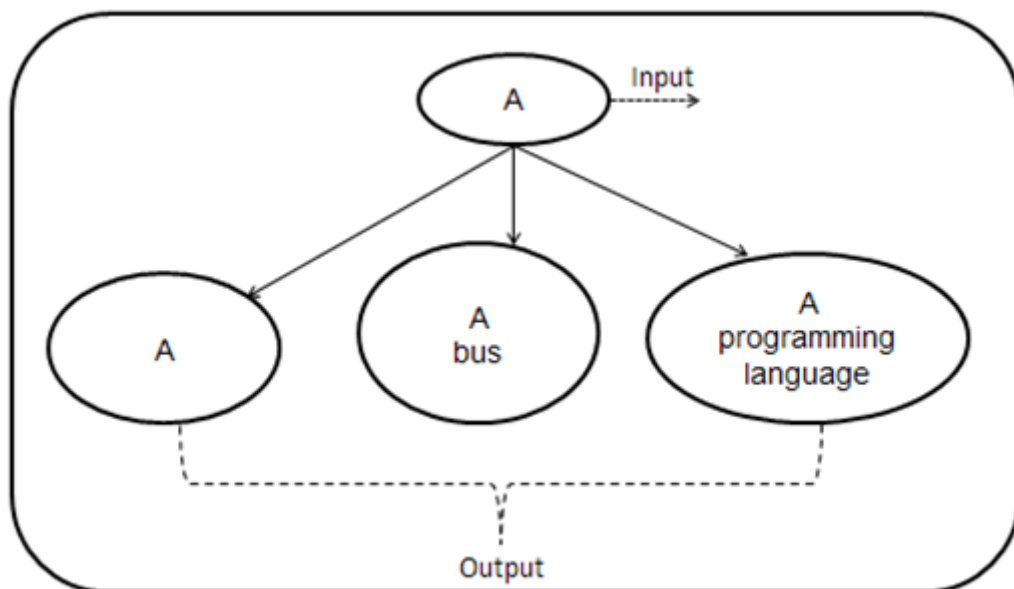 A
Input
A
A
bus
A
programming
language
Output